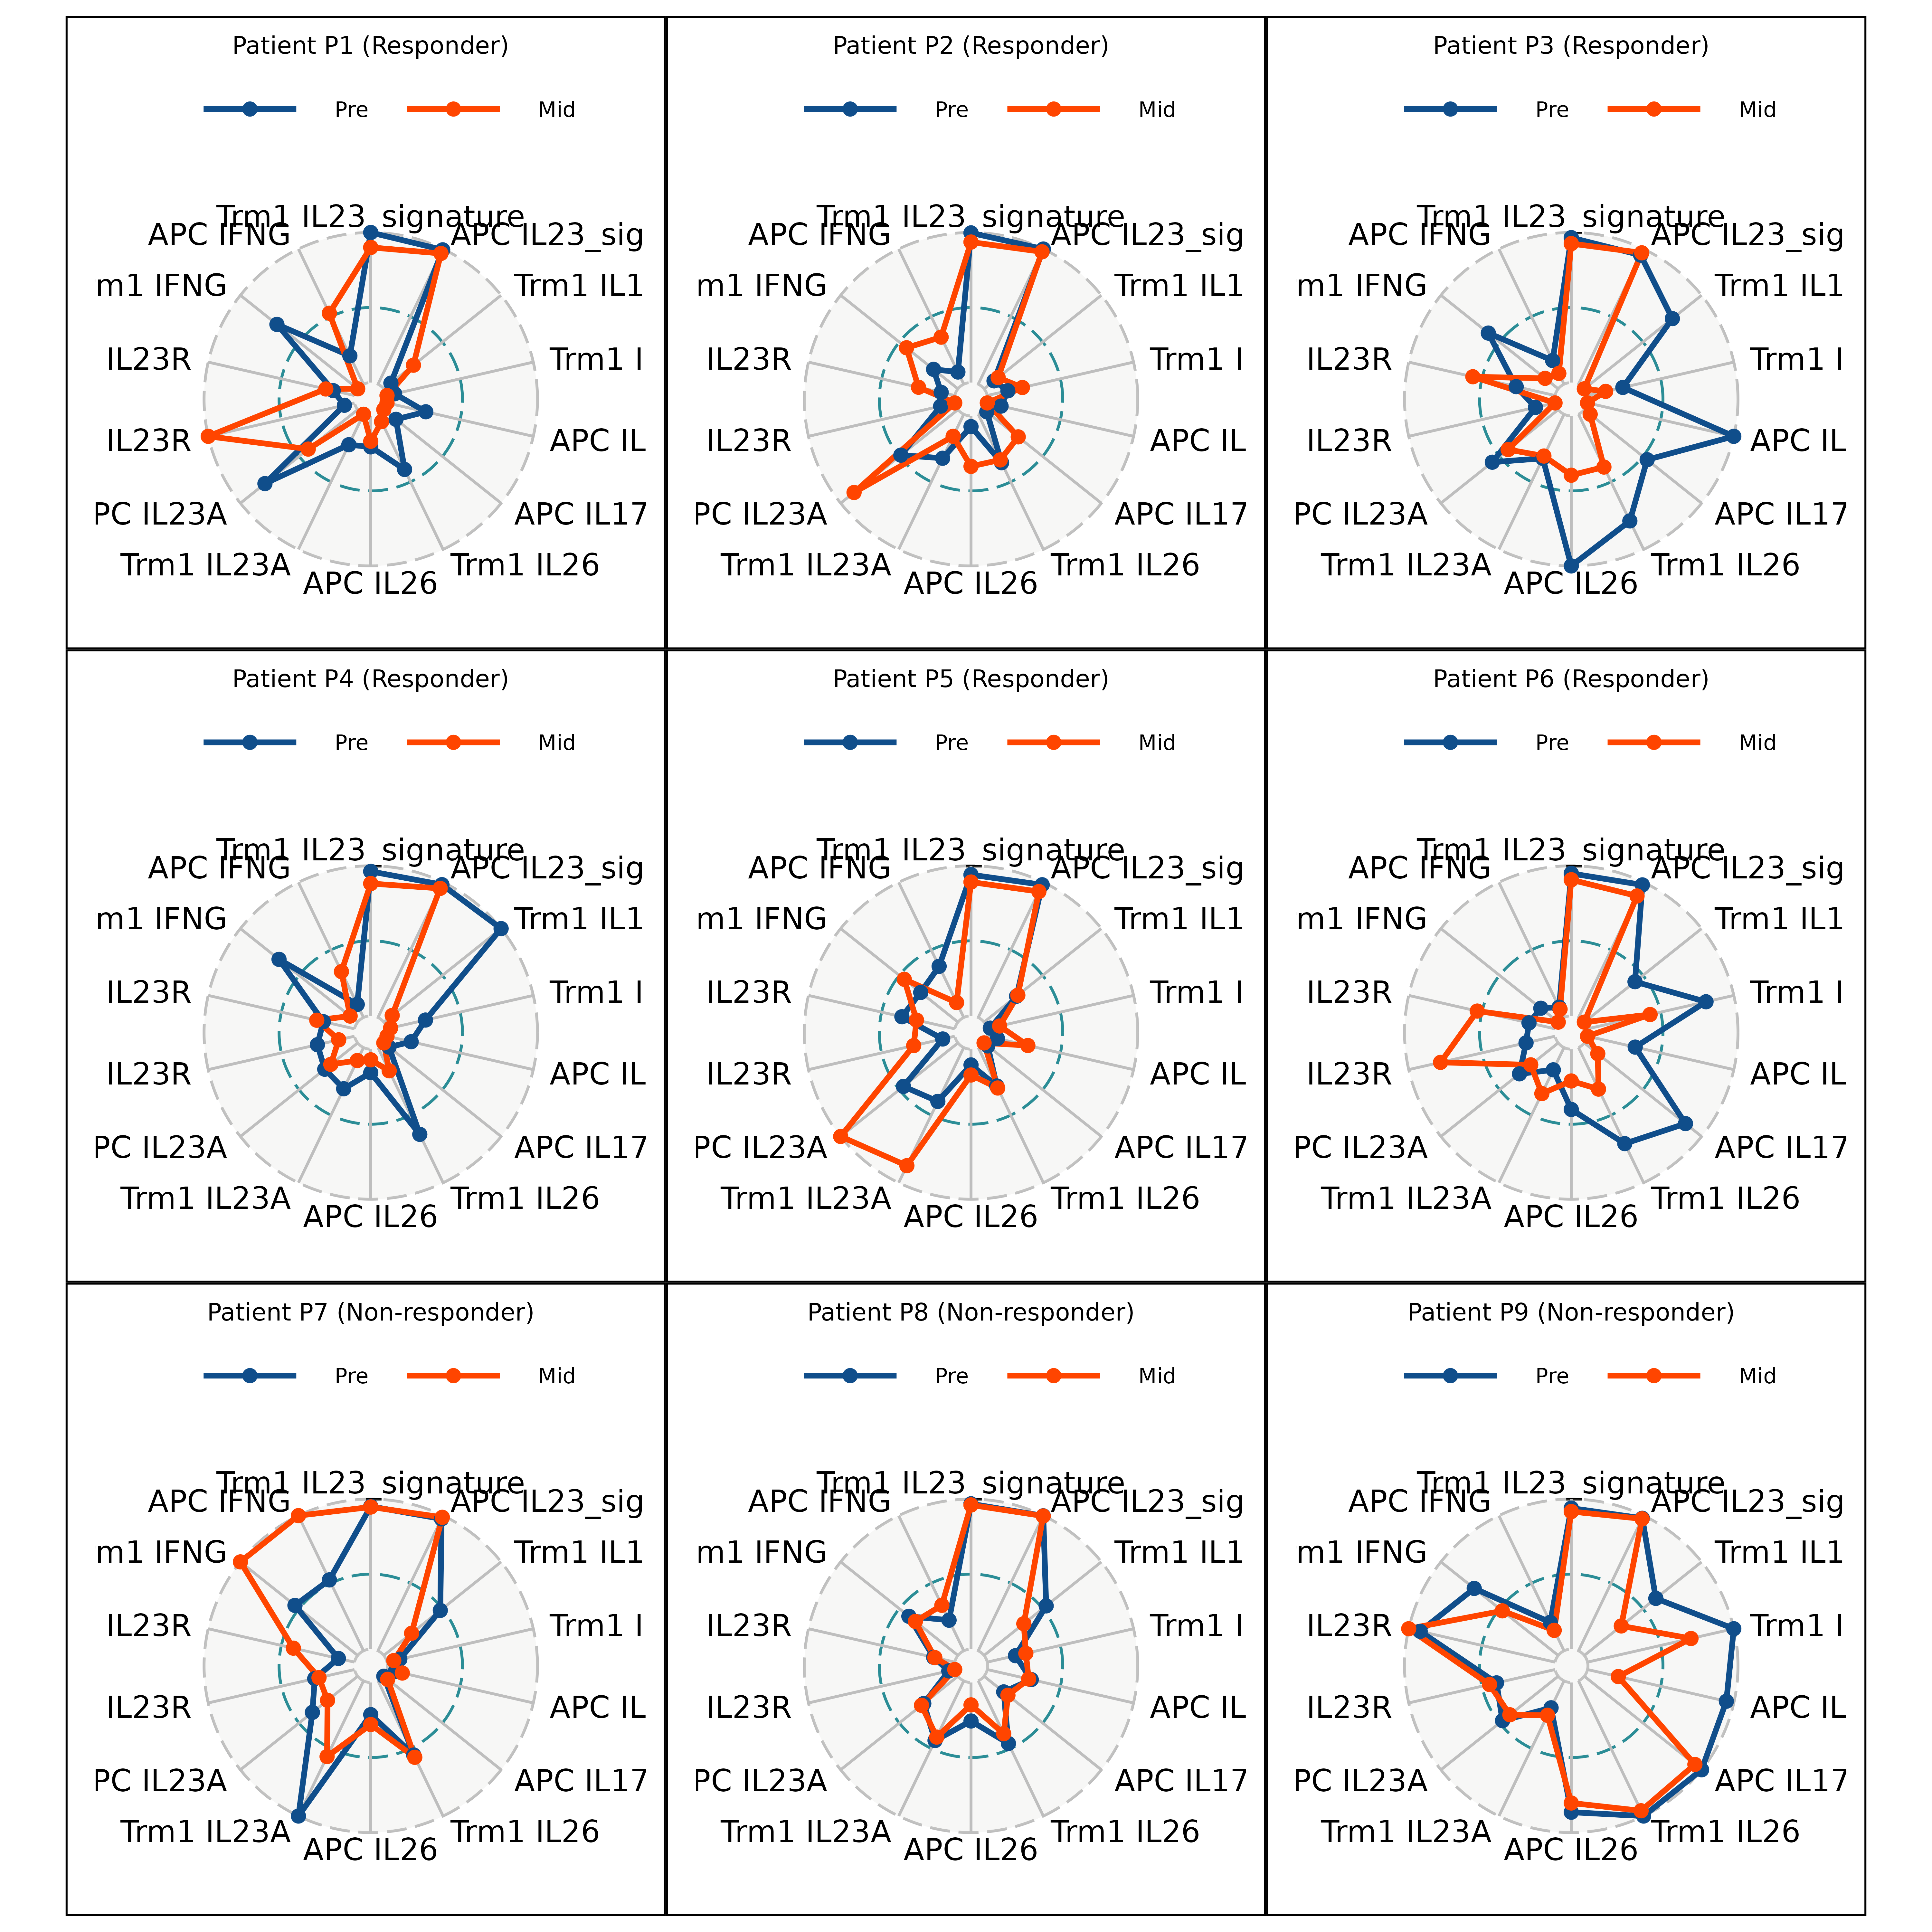 Patient P1 (Responder)
Pre Mid
Trm1 IL23_signature
APC IFNG APC IL23_sig
m1 IFNG Trm1 IL1
IL23R Trm1 I
IL23R APC IL
PC IL23A APC IL17
Trm1 IL23A Trm1 IL26
APC IL26
Patient P2 (Responder)
Pre Mid
Trm1 IL23_signature
APC IFNG APC IL23_sig
m1 IFNG Trm1 IL1
IL23R Trm1 I
IL23R APC IL
PC IL23A APC IL17
Trm1 IL23A Trm1 IL26
APC IL26
Patient P3 (Responder)
Pre Mid
Trm1 IL23_signature
APC IFNG APC IL23_sig
m1 IFNG Trm1 IL1
IL23R Trm1 I
IL23R APC IL
PC IL23A APC IL17
Trm1 IL23A Trm1 IL26
APC IL26
Patient P4 (Responder)
Pre Mid
Trm1 IL23_signature
APC IFNG APC IL23_sig
m1 IFNG Trm1 IL1
IL23R Trm1 I
IL23R APC IL
PC IL23A APC IL17
Trm1 IL23A Trm1 IL26
APC IL26
Patient P5 (Responder)
Pre Mid
Trm1 IL23_signature
APC IFNG APC IL23_sig
m1 IFNG Trm1 IL1
IL23R Trm1 I
IL23R APC IL
PC IL23A APC IL17
Trm1 IL23A Trm1 IL26
APC IL26
Patient P6 (Responder)
Pre Mid
Trm1 IL23_signature
APC IFNG APC IL23_sig
m1 IFNG Trm1 IL1
IL23R Trm1 I
IL23R APC IL
PC IL23A APC IL17
Trm1 IL23A Trm1 IL26
APC IL26
Patient P7 (Non-responder)
Pre Mid
Trm1 IL23_signature
APC IFNG APC IL23_sig
m1 IFNG Trm1 IL1
IL23R Trm1 I
IL23R APC IL
PC IL23A APC IL17
Trm1 IL23A Trm1 IL26
APC IL26
Patient P8 (Non-responder)
Pre Mid
Trm1 IL23_signature
APC IFNG APC IL23_sig
m1 IFNG Trm1 IL1
IL23R Trm1 I
IL23R APC IL
PC IL23A APC IL17
Trm1 IL23A Trm1 IL26
APC IL26
Patient P9 (Non-responder)
Pre Mid
Trm1 IL23_signature
APC IFNG APC IL23_sig
m1 IFNG Trm1 IL1
IL23R Trm1 I
IL23R APC IL
PC IL23A APC IL17
Trm1 IL23A Trm1 IL26
APC IL26